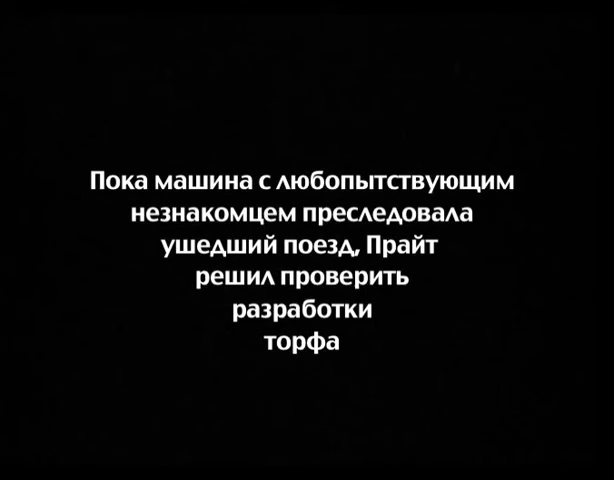 Пока машина с любопытствующим
незнакомцем преследовала
ушедший поезд, Прайт
решил проверить
разработки
торфа